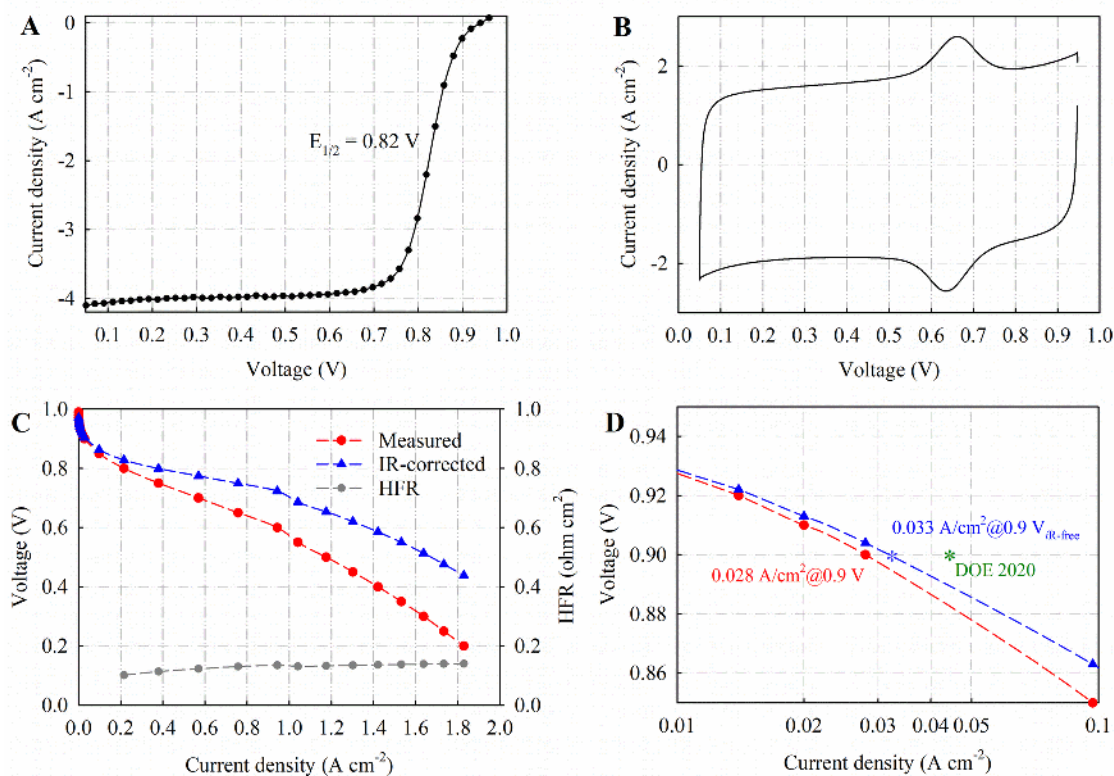 A
Current density (A cm⁻²)
0
-1
-2
-3
-4
E₁/₂ = 0.82 V
0.1 0.2 0.3 0.4 0.5 0.6 0.7 0.8 0.9 1.0
Voltage (V)
B
Current density (A cm⁻²)
2
0
-2
0.0 0.1 0.2 0.3 0.4 0.5 0.6 0.7 0.8 0.9 1.0
Voltage (V)
C
Voltage (V)
1.0
0.8
0.6
0.4
0.2
0.0
Measured
IR-corrected
HFR
1.0
0.8
0.6
0.4
0.2
0.0
HFR (ohm cm²)
0.0 0.2 0.4 0.6 0.8 1.0 1.2 1.4 1.6 1.8 2.0
Current density (A cm⁻²)
D
Voltage (V)
0.94
0.92
0.90
0.88
0.86
0.033 A/cm²@0.9 V_iR-free
0.028 A/cm²@0.9 V
*
*
DOE 2020
0.01 0.02 0.03 0.04 0.05 0.1
Current density (A cm⁻²)